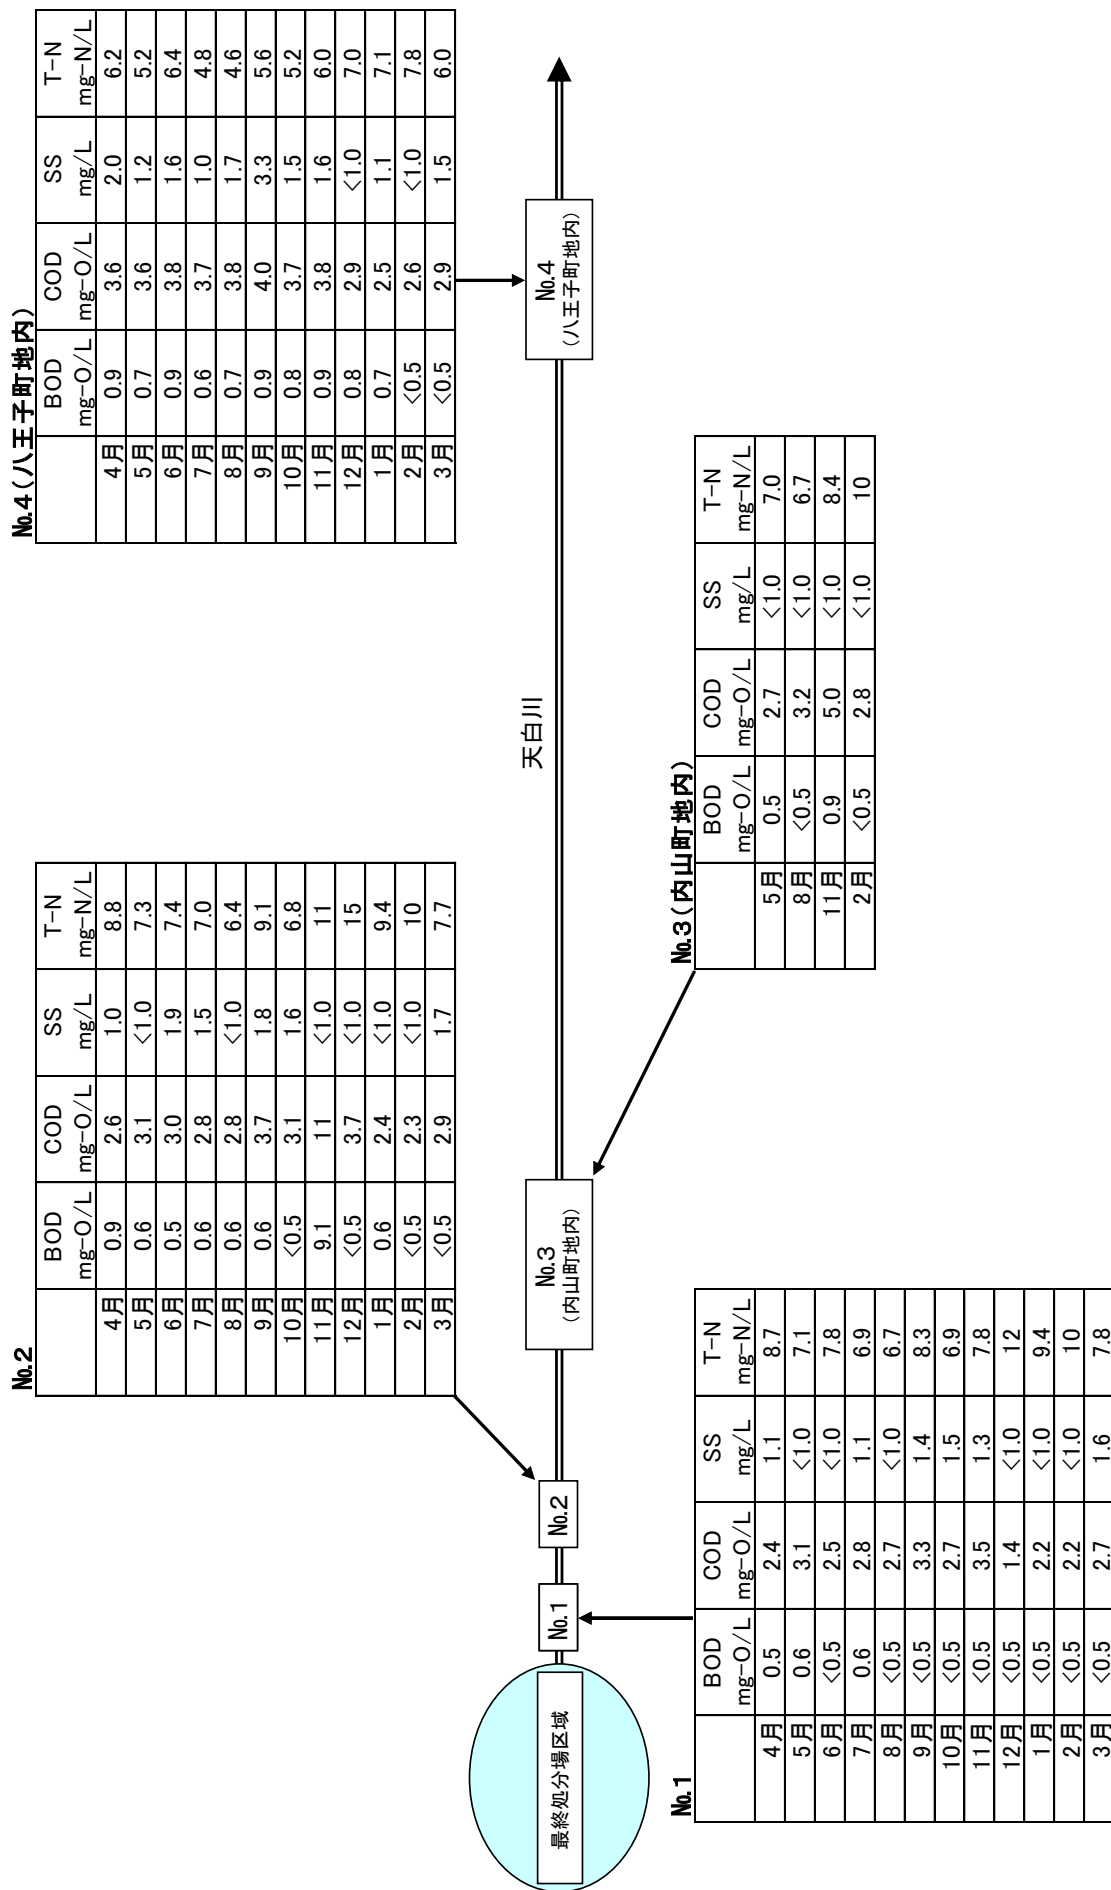 No.2
BOD COD SS T-N
mg-O/L mg-O/L mg/L mg-N/L
4月 0.9 2.6 1.0 8.8
5月 0.6 3.1 <1.0 7.3
6月 0.5 3.0 1.9 7.4
7月 0.6 2.8 1.5 7.0
8月 0.6 2.8 <1.0 6.4
9月 0.6 3.7 1.8 9.1
10月 <0.5 3.1 1.6 6.8
11月 9.1 11 <1.0 11
12月 <0.5 3.7 <1.0 15
1月 0.6 2.4 <1.0 9.4
2月 <0.5 2.3 <1.0 10
3月 <0.5 2.9 1.7 7.7
No.4(八王子町地内)
BOD COD SS T-N
mg-O/L mg-O/L mg/L mg-N/L
4月 0.9 3.6 2.0 6.2
5月 0.7 3.6 1.2 5.2
6月 0.9 3.8 1.6 6.4
7月 0.6 3.7 1.0 4.8
8月 0.7 3.8 1.7 4.6
9月 0.9 4.0 3.3 5.6
10月 0.8 3.7 1.5 5.2
11月 0.9 3.8 1.6 6.0
12月 0.8 2.9 <1.0 7.0
1月 0.7 2.5 1.1 7.1
2月 <0.5 2.6 <1.0 7.8
3月 <0.5 2.9 1.5 6.0
天白川
最終処分場区域
No.1
No.2
No.3
(内山町地内)
No.4
(八王子町地内)
No.1
BOD COD SS T-N
mg-O/L mg-O/L mg/L mg-N/L
4月 0.5 2.4 1.1 8.7
5月 0.6 3.1 <1.0 7.1
6月 <0.5 2.5 <1.0 7.8
7月 0.6 2.8 1.1 6.9
8月 <0.5 2.7 <1.0 6.7
9月 <0.5 3.3 1.4 8.3
10月 <0.5 2.7 1.5 6.9
11月 <0.5 3.5 1.3 7.8
12月 <0.5 1.4 <1.0 12
1月 <0.5 2.2 <1.0 9.4
2月 <0.5 2.2 <1.0 10
3月 <0.5 2.7 1.6 7.8
No.3(内山町地内)
BOD COD SS T-N
mg-O/L mg-O/L mg/L mg-N/L
5月 0.5 2.7 <1.0 7.0
8月 <0.5 3.2 <1.0 6.7
11月 0.9 5.0 <1.0 8.4
2月 <0.5 2.8 <1.0 10